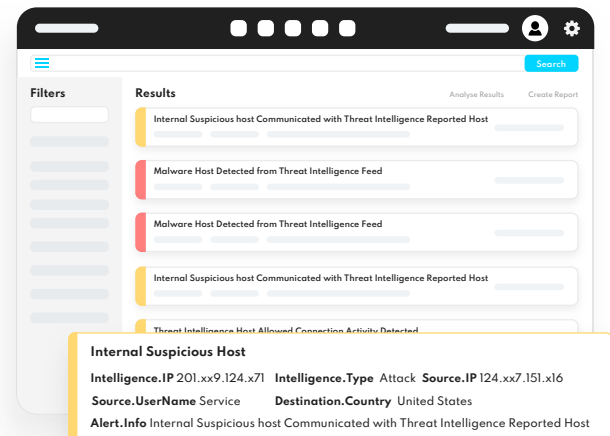 Search
Filters
Results
Analyse Results Create Report
Internal Suspicious host Communicated with Threat Intelligence Reported Host
Malware Host Detected from Threat Intelligence Feed
Malware Host Detected from Threat Intelligence Feed
Internal Suspicious host Communicated with Threat Intelligence Reported Host
Threat Intelligence Host Allowed Connection Activity Detected
Internal Suspicious Host
Intelligence.IP 201.xx9.124.x71 Intelligence.Type Attack Source.IP 124.xx7.151.x16
Source.UserName Service Destination.Country United States
Alert.Info Internal Suspicious host Communicated with Threat Intelligence Reported Host